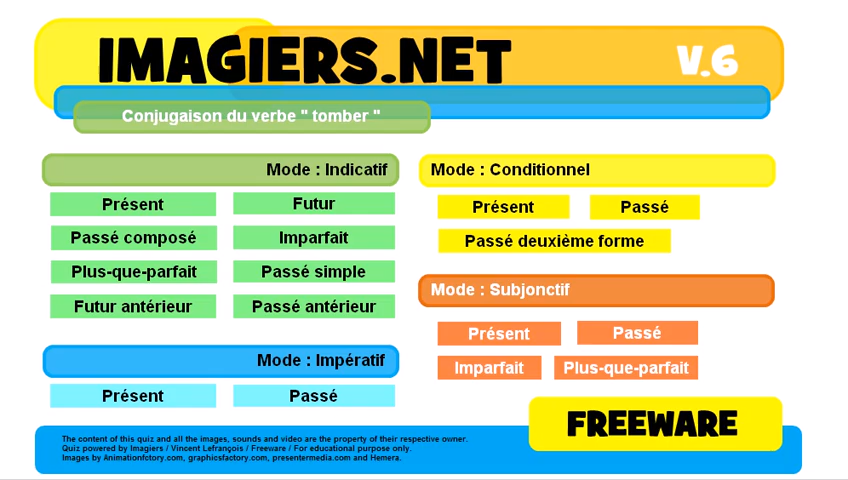 IMAGIERS.NET
V.6
Conjugaison du verbe " tomber "
Mode : Indicatif
Présent
Futur
Passé composé
Imparfait
Plus-que-parfait
Passé simple
Futur antérieur
Passé antérieur
Mode : Impératif
Présent
Passé
Mode : Conditionnel
Présent
Passé
Passé deuxième forme
Mode : Subjonctif
Présent
Passé
Imparfait
Plus-que-parfait
FREEWARE
The content of this quiz and all the images, sounds and video are the property of their respective owner.
Quiz powered by Imagiers / Vincent Lefrançois / Freeware / For educational purpose only.
Images by Animationfctory.com, graphicsfactory.com, presentermedia.com and Hemera.